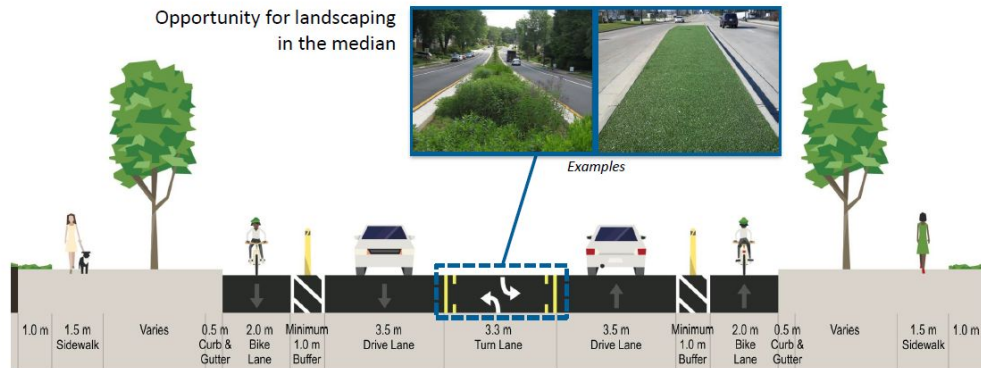 Opportunity for landscaping
in the median
Examples
1.0 m
1.5 m
Sidewalk
Varies
0.5 m
Curb &
Gutter
2.0 m
Bike
Lane
Minimum
1.0 m
Buffer
3.5 m
Drive Lane
3.3 m
Turn Lane
3.5 m
Drive Lane
Minimum
1.0 m
Buffer
2.0 m
Bike
Lane
0.5 m
Curb &
Gutter
Varies
1.5 m
Sidewalk
1.0 m